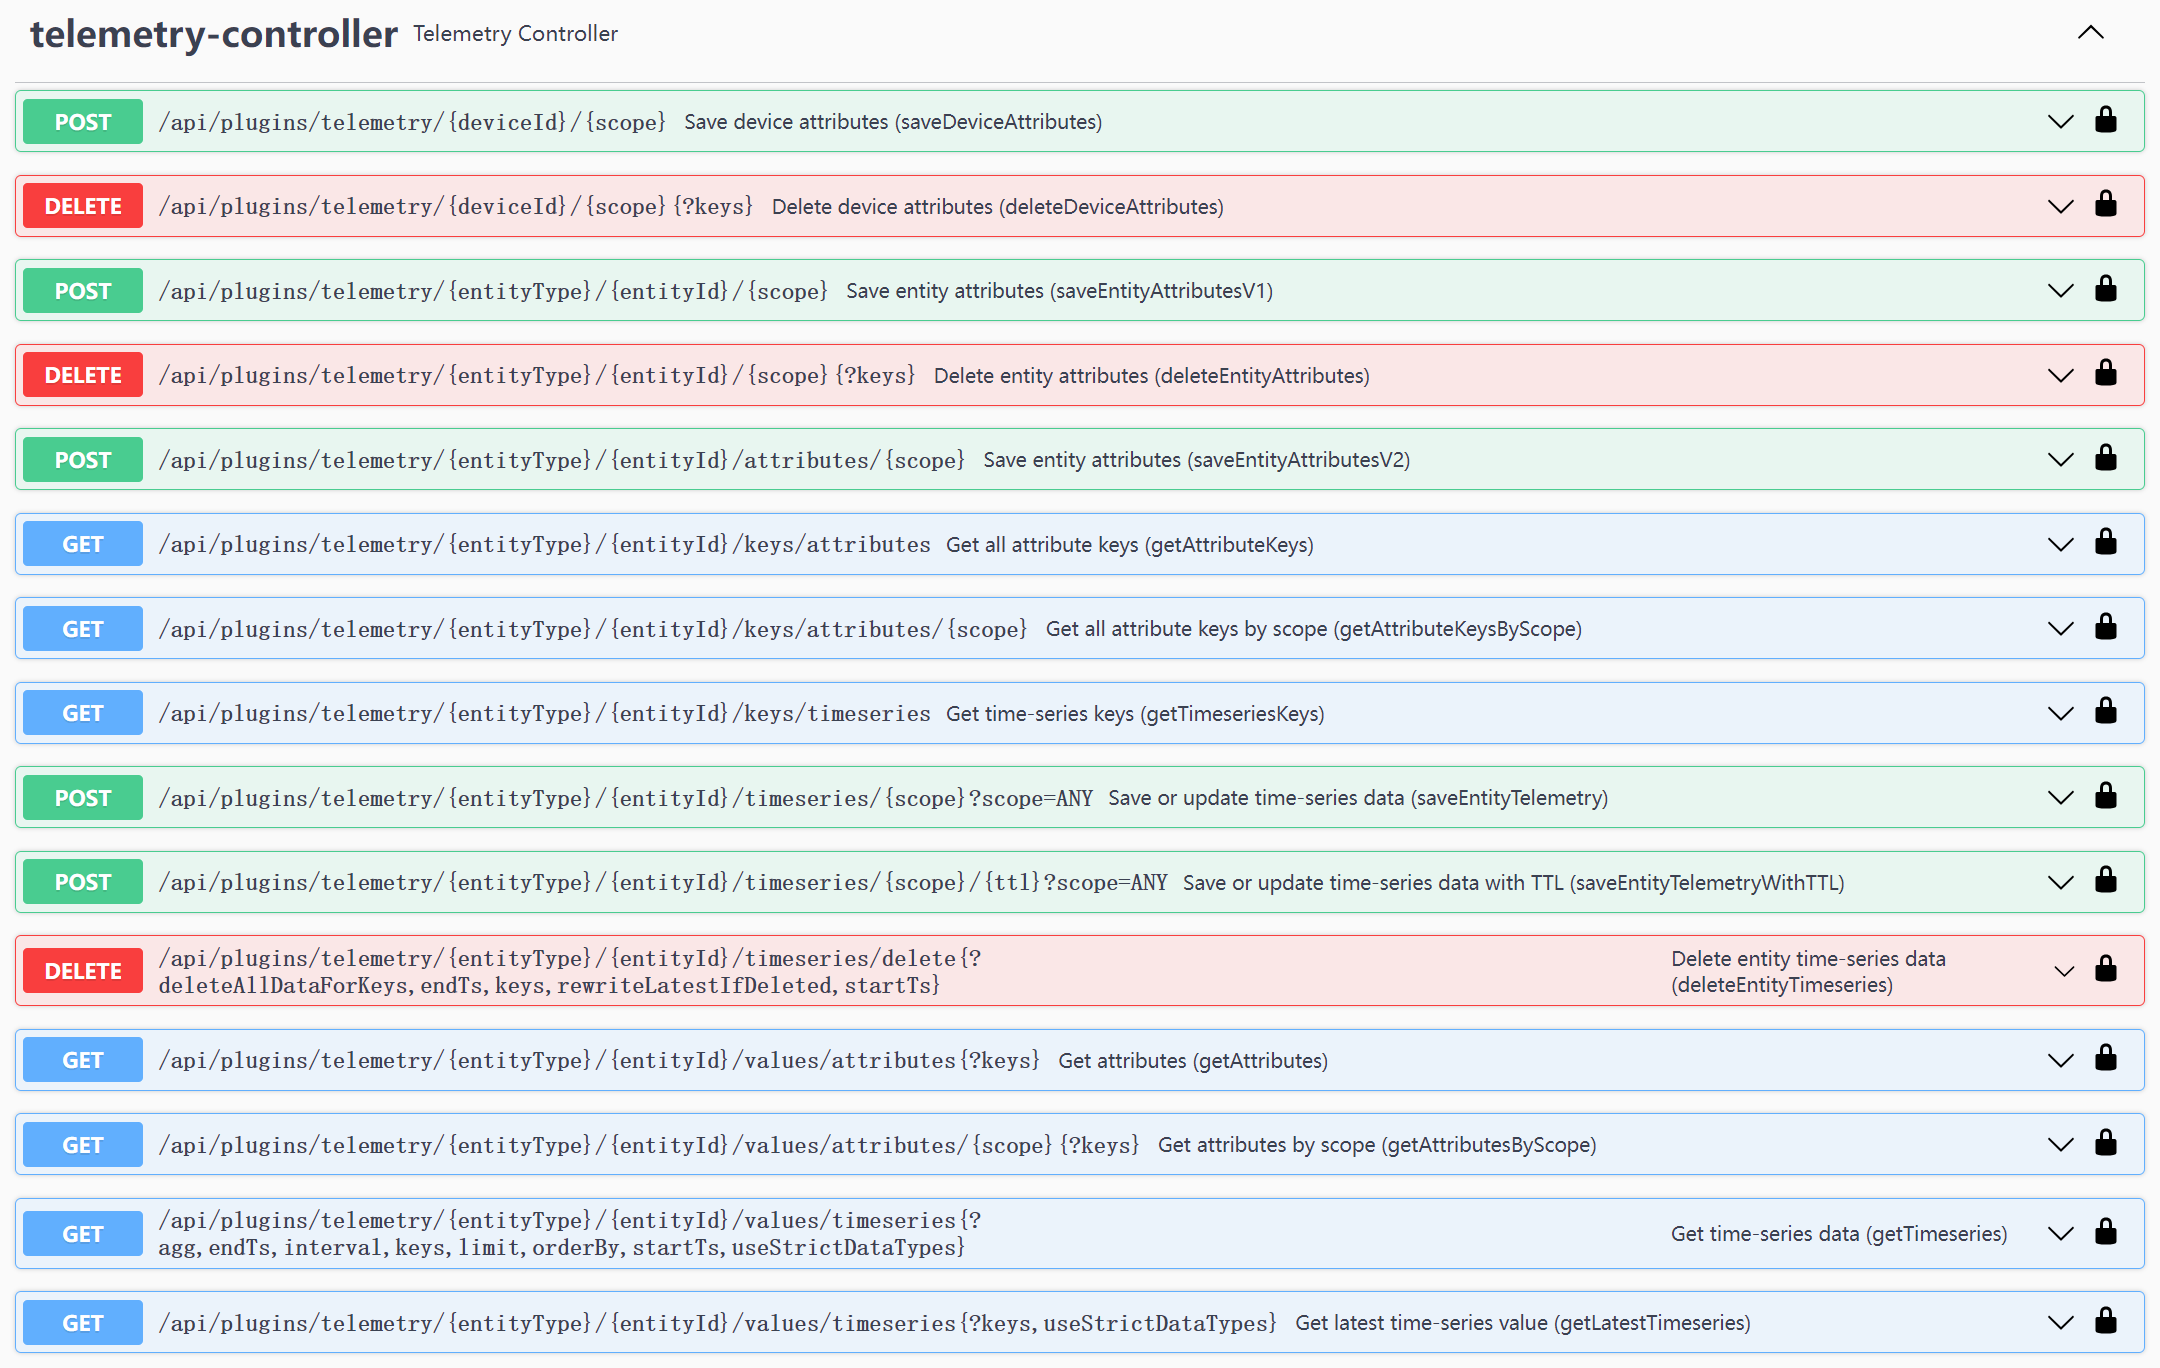 telemetry-controller Telemetry Controller
POST /api/plugins/telemetry/{deviceId}/{scope} Save device attributes (saveDeviceAttributes)
DELETE /api/plugins/telemetry/{deviceId}/{scope}{?keys} Delete device attributes (deleteDeviceAttributes)
POST /api/plugins/telemetry/{entityType}/{entityId}/{scope} Save entity attributes (saveEntityAttributesV1)
DELETE /api/plugins/telemetry/{entityType}/{entityId}/{scope}{?keys} Delete entity attributes (deleteEntityAttributes)
POST /api/plugins/telemetry/{entityType}/{entityId}/attributes/{scope} Save entity attributes (saveEntityAttributesV2)
GET /api/plugins/telemetry/{entityType}/{entityId}/keys/attributes Get all attribute keys (getAttributeKeys)
GET /api/plugins/telemetry/{entityType}/{entityId}/keys/attributes/{scope} Get all attribute keys by scope (getAttributeKeysByScope)
GET /api/plugins/telemetry/{entityType}/{entityId}/keys/timeseries Get time-series keys (getTimeseriesKeys)
POST /api/plugins/telemetry/{entityType}/{entityId}/timeseries/{scope}?scope=ANY Save or update time-series data (saveEntityTelemetry)
POST /api/plugins/telemetry/{entityType}/{entityId}/timeseries/{scope}/{ttl}?scope=ANY Save or update time-series data with TTL (saveEntityTelemetryWithTTL)
DELETE /api/plugins/telemetry/{entityType}/{entityId}/timeseries/delete{?
deleteAllDataForKeys,endTs,keys,rewriteLatestIfDeleted,startTs}
Delete entity time-series data
(deleteEntityTimeseries)
GET /api/plugins/telemetry/{entityType}/{entityId}/values/attributes{?keys} Get attributes (getAttributes)
GET /api/plugins/telemetry/{entityType}/{entityId}/values/attributes/{scope}{?keys} Get attributes by scope (getAttributesByScope)
GET /api/plugins/telemetry/{entityType}/{entityId}/values/timeseries{?
agg,endTs,interval,keys,limit,orderBy,startTs,useStrictDataTypes}
Get time-series data (getTimeseries)
GET /api/plugins/telemetry/{entityType}/{entityId}/values/timeseries{?keys,useStrictDataTypes} Get latest time-series value (getLatestTimeseries)